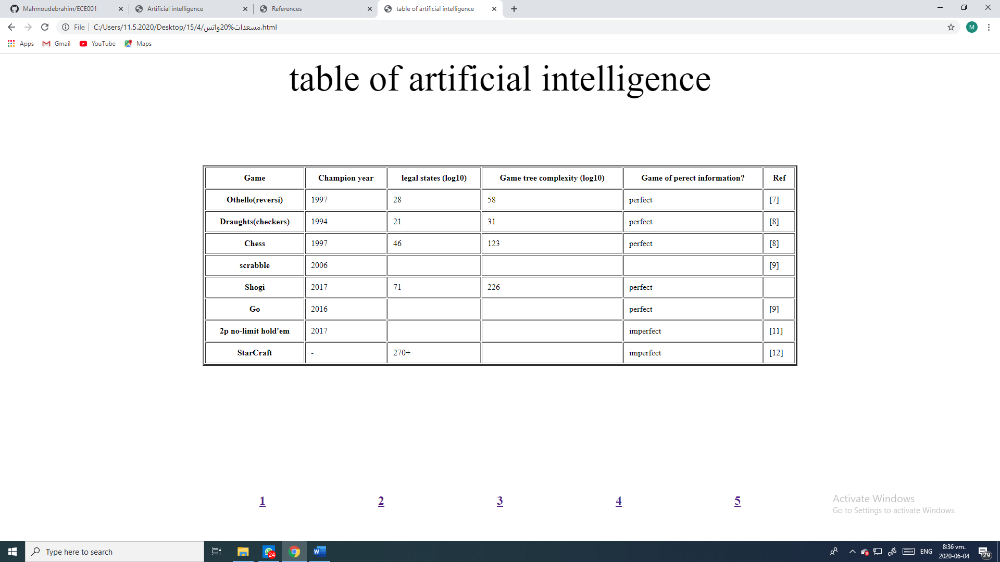 Mahmoudebrahim/ECE001
Artificial intelligence
References
table of artificial intelligence
File
C:/Users/11.5.2020/Desktop/15/4/مسعدات%20واتس.html
M
Apps
Gmail
YouTube
Maps
table of artificial intelligence
Game Champion year legal states (log10) Game tree complexity (log10) Game of perect information? Ref
Othello(reversi) 1997 28 58 perfect [7]
Draughts(checkers) 1994 21 31 perfect [8]
Chess 1997 46 123 perfect [8]
scrabble 2006 [9]
Shogi 2017 71 226 perfect
Go 2016 perfect [9]
2p no-limit hold'em 2017 imperfect [11]
StarCraft - 270+ imperfect [12]
1 2 3 4 5
Activate Windows
Go to Settings to activate Windows.
Type here to search
24
W
ENG
8:36 vm.
2020-06-04
29